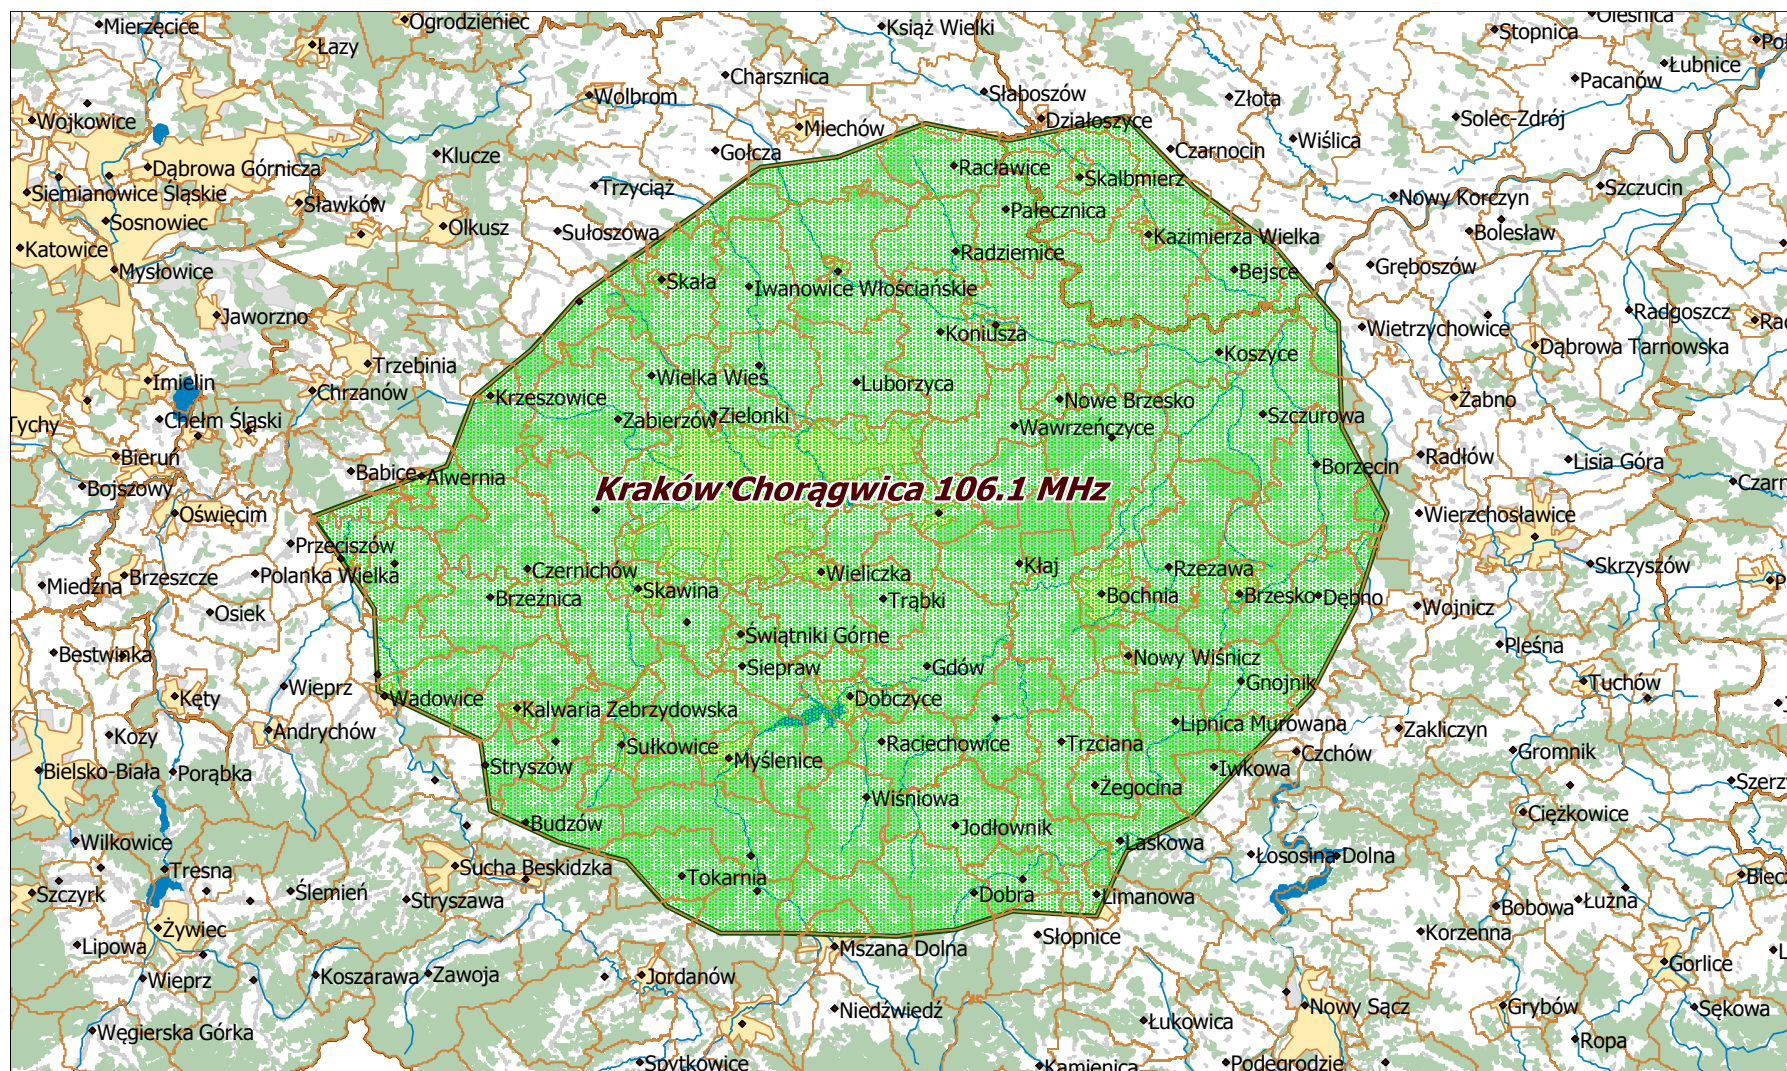 Mierzęcice
Ogrodzieniec
Książ Wielki
Oleśnica
Stopnica
Łazy
Łubnice
Charsznica
Pacanów
Wolbrom
Słaboszów
Złota
Wojkowice
Miechów
Działoszyce
Solec-Zdrój
Wiślica
Klucze
Gołcza
Czarnocin
Dąbrowa Górnicza
Racławice
Skalbmierz
Siemianowice Śląskie
Trzyciąż
Szczucin
Nowy Korczyn
Sławków
Pałecznica
Sosnowiec
Olkusz
Sułoszowa
Kazimierza Wielka
Bolesław
Katowice
Radziemice
Mysłowice
Bejsce
Gręboszów
Skała
Iwanowice Włościańskie
Jaworzno
Radgoszcz
Koniusza
Wietrzychowice
Dąbrowa Tarnowska
Koszyce
Trzebinia
Imielin
Wielka Wieś
Luborzyca
Chrzanów
Krzeszowice
Nowe Brzesko
Żabno
Chełm Śląski
Zabierzów
Zielonki
Szczurowa
Tychy
Wawrzeńczyce
Bieruń
Radłów
Lisia Góra
Babice
Alwernia
Borzęcin
Bojszowy
Kraków Chorągwica 106.1 MHz
Oświęcim
Wierzchosławice
Przeciszów
Miedźna
Brzeszcze
Polanka Wielka
Czernichów
Wieliczka
Kłaj
Rzezawa
Skrzyszów
Skawina
Brzeźnica
Trąbki
Bochnia
Brzesko
Dębno
Osiek
Wojnicz
Świątniki Górne
Pleśna
Bestwinka
Siepraw
Gdów
Nowy Wiśnicz
Wieprz
Gnojnik
Tuchów
Kęty
Wadowice
Dobczyce
Kalwaria Zebrzydowska
Andrychów
Lipnica Murowana
Zakliczyn
Kozy
Sułkowice
Raciechowice
Trzciana
Czchów
Gromnik
Myślenice
Stryszów
Iwkowa
Bielsko-Biała
Porąbka
Żegocina
Wiśniowa
Ciężkowice
Budzów
Jodłownik
Wilkowice
Laskowa
Łososina Dolna
Tresna
Sucha Beskidzka
Tokarnia
Szczyrk
Ślemień
Stryszawa
Dobra
Limanowa
Łużna
Bobowa
Żywiec
Korzenna
Lipowa
Słopnice
Mszana Dolna
Gorlice
Wieprz
Koszarawa
Zawoja
Jordanów
Niedźwiedź
Nowy Sącz
Grybów
Sękowa
Węgierska Górka
Łukowica
Ropa
Spytkowice
Kamienica
Podegrodzie